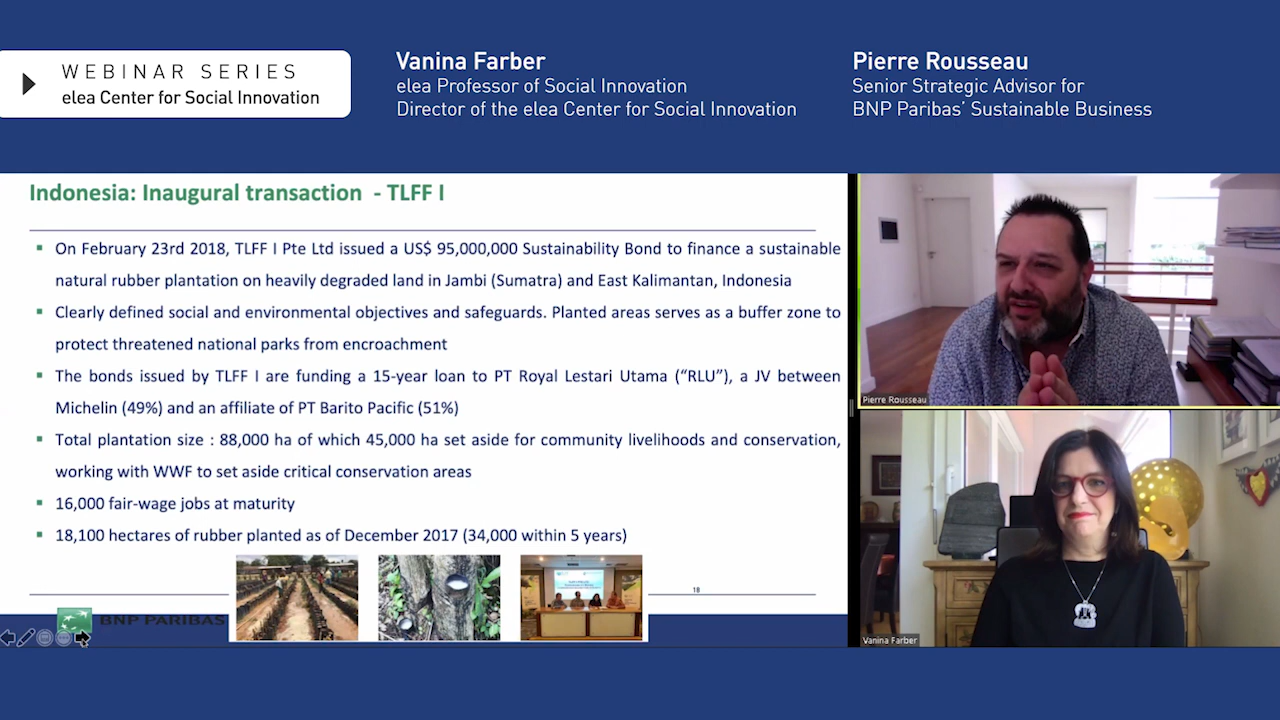 WEBINAR SERIES
elea Center for Social Innovation
Vanina Farber
elea Professor of Social Innovation
Director of the elea Center for Social Innovation
Pierre Rousseau
Senior Strategic Advisor for
BNP Paribas’ Sustainable Business
Indonesia: Inaugural transaction - TLFF I
▪ On February 23rd 2018, TLFF I Pte Ltd issued a US$ 95,000,000 Sustainability Bond to finance a sustainable
natural rubber plantation on heavily degraded land in Jambi (Sumatra) and East Kalimantan, Indonesia
▪ Clearly defined social and environmental objectives and safeguards. Planted areas serves as a buffer zone to
protect threatened national parks from encroachment
▪ The bonds issued by TLFF I are funding a 15-year loan to PT Royal Lestari Utama (“RLU”), a JV between
Michelin (49%) and an affiliate of PT Barito Pacific (51%)
▪ Total plantation size : 88,000 ha of which 45,000 ha set aside for community livelihoods and conservation,
working with WWF to set aside critical conservation areas
▪ 16,000 fair-wage jobs at maturity
▪ 18,100 hectares of rubber planted as of December 2017 (34,000 within 5 years)
18
BNP PARIBAS
Pierre Rousseau
Vanina Farber